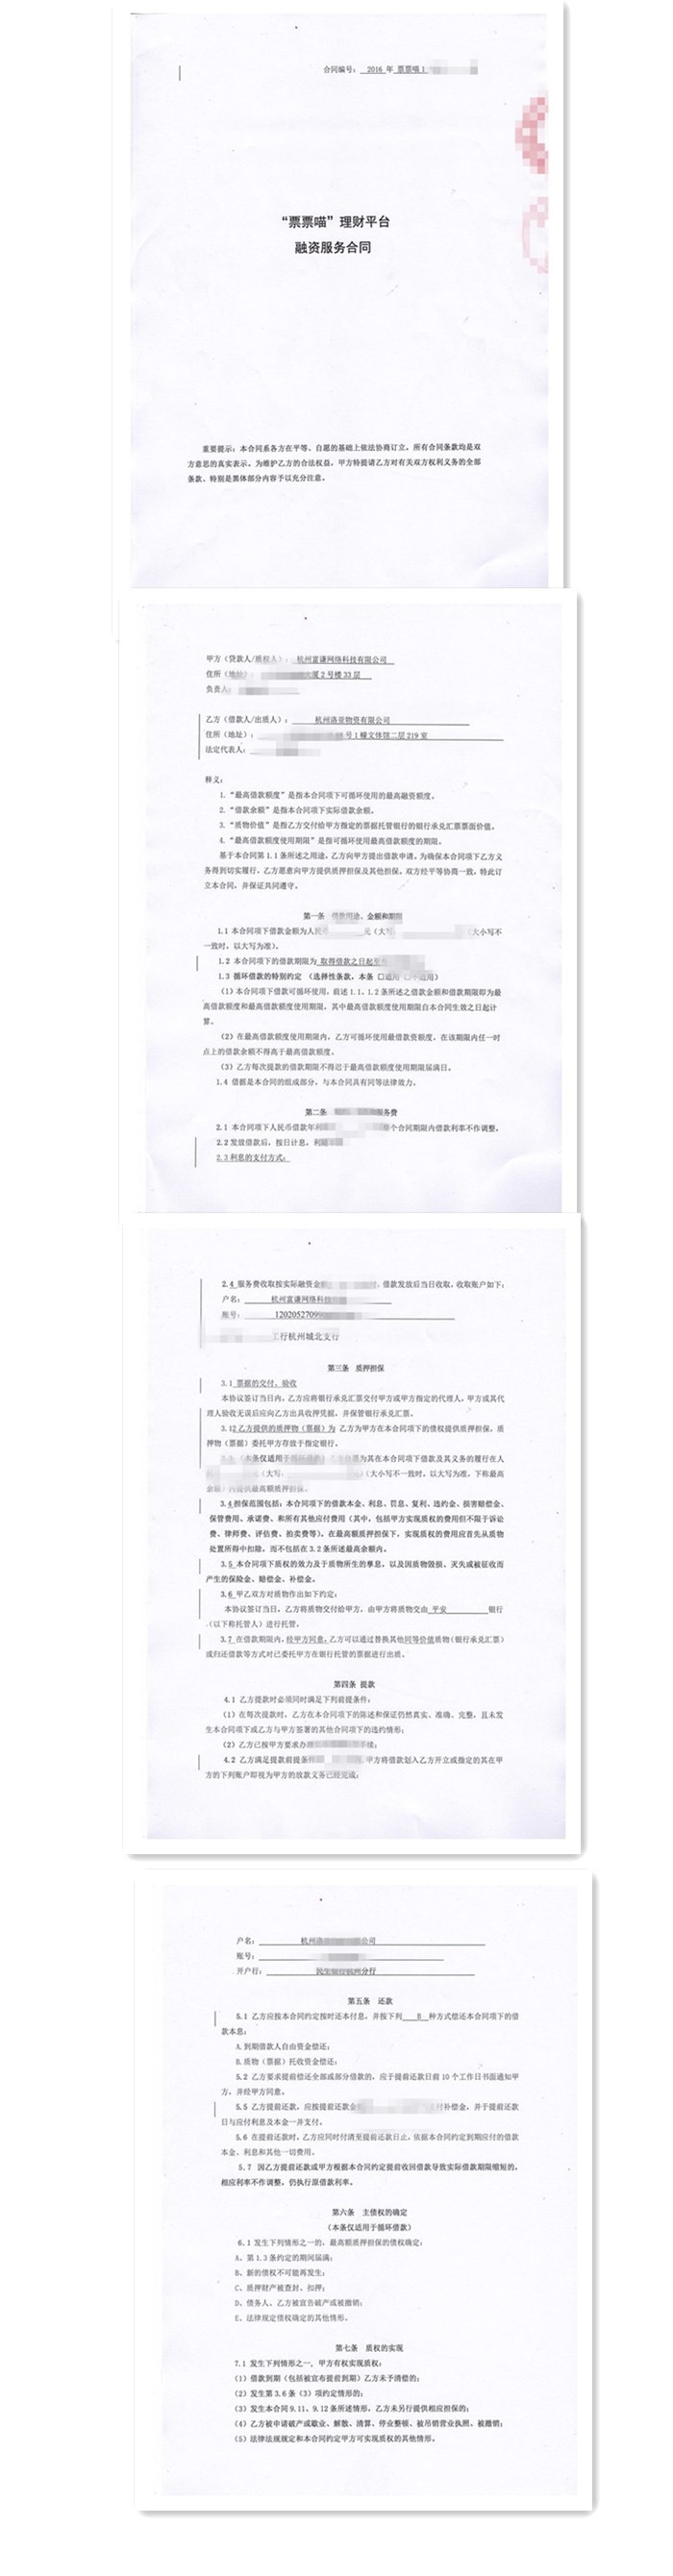 合同编号： 2016 年 票票喵 1
“票票喵”理财平台
融资服务合同
重要提示：本合同系各方在平等、自愿的基础上依法协商订立，所有合同条款均是双
方意思的真实表示。为维护乙方的合法权益，甲方特提请乙方对有关双方权利义务的全部
条款、特别是黑体部分内容予以充分注意。
甲方（贷款人/质权人）： 杭州富谦网络科技有限公司
住所（地址）： 大厦2号楼33层
负责人：
乙方（借款人/出质人）： 杭州洛亚物资有限公司
住所（地址）： 号1幢文体馆二层219室
法定代表人：
释义：
1.“最高借款额度”是指本合同项下可循环使用的最高融资额度。
2.“借款余额”是指本合同项下实际借款余额。
3.“质物价值”是指乙方交付给甲方指定的票据托管银行的银行承兑汇票票面价值。
4.“最高借款额度使用期限”是指可循环使用最高借款额度的期限。
基于本合同第1.1条所述之用途，乙方向甲方提出借款申请。为确保本合同项下乙方义
务得到切实履行，乙方愿意向甲方提供质押担保及其他担保。双方经平等协商一致，特此订
立本合同，并保证共同遵守。
第一条 借款用途、金额和期限
1.1 本合同项下借款金额为人民 元（大写 （大小写不
一致时，以大写为准）。
1.2 本合同项下的借款期限为 取得借款之日起至
1.3 循环借款的特别约定 （选择性条款，本条 □适用 □不适用）
（1）本合同项下借款可循环使用，前述1.1、1.2条所述之借款金额和借款期限即为最
高借款额度和最高借款额度使用期限，其中最高借款额度使用期限自本合同生效之日起计
算。
（2）在最高借款额度使用期限内，乙方可循环使用最借款资额度，在该期限内任一时
点上的借款余额不得高于最高借款额度。
（3）乙方每次提款的借款期限不得迟于最高借款额度使用期限届满日。
1.4 借据是本合同的组成部分，与本合同具有同等法律效力。
第二条 服务费
2.1 本合同项下人民币借款年利 个合同期限内借款利率不作调整。
2.2 发放借款后，按日计息，利随
2.3 利息的支付方式：
2.4 服务费收取按实际融资金 ，借款发放后当日收取，收取账户如下：
户名： 杭州富谦网络科技
账号： 1202052709
工行杭州城北支行
第三条 质押担保
3.1 票据的交付、验收
本协议签订当日内，乙方应将银行承兑汇票交付甲方或甲方指定的代理人，甲方或其代
理人验收无误后应向乙方出具收押凭据，并保管银行承兑汇票。
3.12 乙方提供的质押物（票据）为 乙方为甲方在本合同项下的债权提供质押担保。质
押物（票据）委托甲方存放于指定银行。
（本条仅适用于 为其在本合同项下借款及其义务的履行在人
元（大写： ）（大小写不一致时，以大写为准，下称最高
余额）内提供最高额质押担保。
3.4 担保范围包括：本合同项下的借款本金、利息、罚息、复利、违约金、损害赔偿金、
保管费用、承诺费、和所有其他应付费用（其中，包括甲方实现质权的费用但不限于诉讼
费、律师费、评估费、拍卖费等）。在最高额质押担保下，实现质权的费用应首先从质物
处置所得中扣除，而不包括在3.2条所述最高余额内。
3.5 本合同项下质权的效力及于质物所生的孳息，以及因质物毁损、灭失或被征收而
产生的保险金、赔偿金、补偿金。
3.6 甲乙双方对质物作出如下约定：
本协议签订当日，乙方将质物交付给甲方，由甲方将质物交由 平安 银行
（以下称托管人）进行托管。
3.7 在借款期限内，经甲方同意，乙方可以通过替换其他同等价值质物（银行承兑汇票）
或归还借款等方式对已委托甲方在银行托管的票据进行出质。
第四条 提款
4.1 乙方提款时必须同时满足下列前提条件：
（1）在每次提款时，乙方在本合同项下的陈述和保证仍然真实、准确、完整，且未发
生本合同项下或乙方与甲方签署的其他合同项下的违约情形；
（2）乙方已按甲方要求办理 手续；
4.2 乙方满足提款前提条件 甲方将借款划入乙方开立或指定的其在甲
方的下列账户即视为甲方的放款义务已经完成：
户名： 杭州洛 公司
账号：
开户行： 民生银行杭州分行
第五条 还款
5.1 乙方应按本合同约定按时还本付息，并按下列 B 种方式偿还本合同项下的借
款本息：
A.到期借款人自由资金偿还；
B.质物（票据）托收资金偿还；
5.2 乙方要求提前偿还全部或部分借款的，应于提前还款日前10个工作日书面通知甲
方，并经甲方同意。
5.5 乙方提前还款，应按提前还款金 付补偿金，并于提前还款
日与应付利息及本金一并支付。
5.6 在提前还款时，乙方应同时付清至提前还款日止，依据本合同约定到期应付的借款
本金、利息和其他一切费用。
5.7 因乙方提前还款或甲方根据本合同约定提前收回借款导致实际借款期限缩短的，
相应利率不作调整，仍执行原借款利率。
第六条 主债权的确定
（本条仅适用于循环借款）
6.1 发生下列情形之一的，最高额质押担保的债权确定：
A、第1.3条约定的期间届满；
B、新的债权不可能再发生；
C、质押财产被查封、扣押；
D、债务人、乙方被宣告破产或被撤销；
E、法律规定债权确定的其他情形。
第七条 质权的实现
7.1 发生下列情形之一，甲方有权实现质权：
（1）借款到期（包括被宣布提前到期）乙方未予清偿的；
（2）发生第3.6条（3）项约定情形的；
（3）发生本合同9.11、9.12条所述情形，乙方未另行提供相应担保的；
（4）乙方被申请破产或歇业、解散、清算、停业整顿、被吊销营业执照、被撤销；
（5）法律法规规定和本合同约定甲方可实现质权的其他情形。